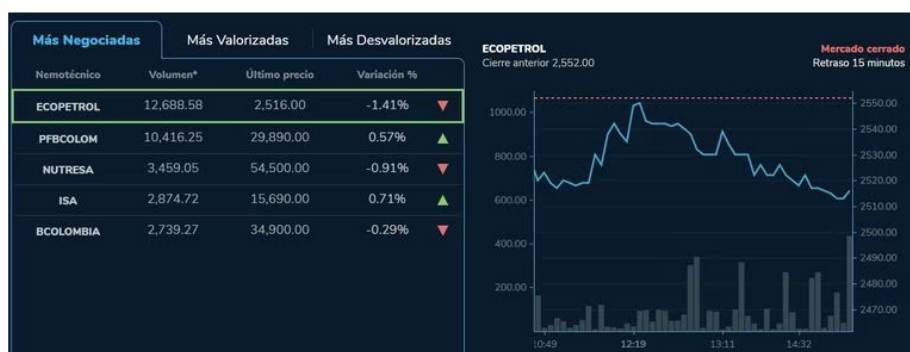 Más Negociadas
Más Valorizadas
Más Desvalorizadas
Nemotécnico Volumen* Último precio Variación %
ECOPETROL 12,688.58 2,516.00 -1.41%
PFBCOLOM 10,416.25 29,890.00 0.57%
NUTRESA 3,459.05 54,500.00 -0.91%
ISA 2,874.72 15,690.00 0.71%
BCOLOMBIA 2,739.27 34,900.00 -0.29%
ECOPETROL
Cierre anterior 2,552.00
Mercado cerrado
Retraso 15 minutos
1000.00
800.00
600.00
400.00
200.00
2550.00
2540.00
2530.00
2520.00
2510.00
2500.00
2490.00
2480.00
2470.00
10:49 12:19 13:11 14:32